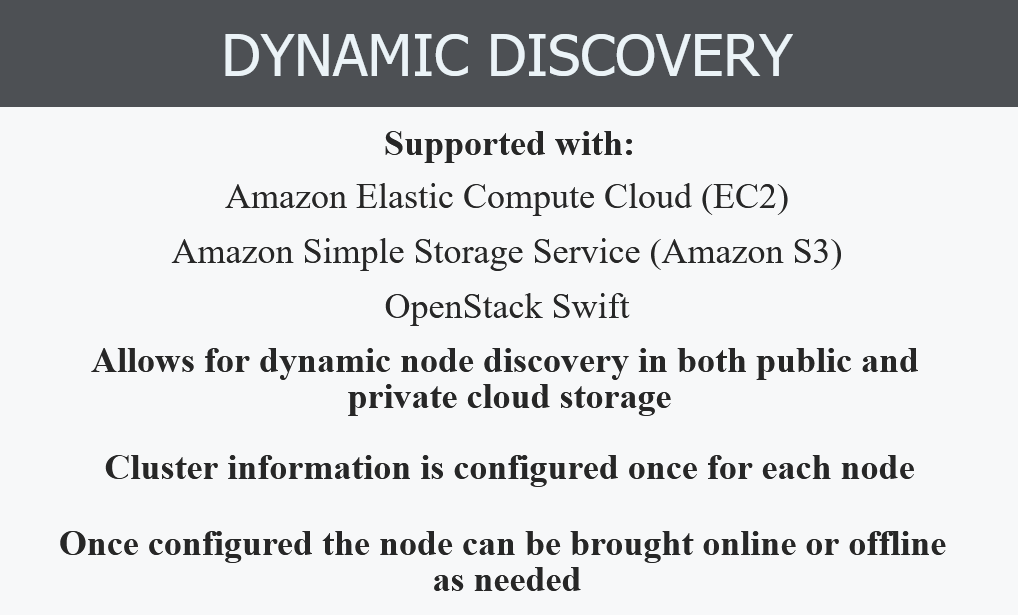 DYNAMIC DISCOVERY
Supported with:
Amazon Elastic Compute Cloud (EC2)
Amazon Simple Storage Service (Amazon S3)
OpenStack Swift
Allows for dynamic node discovery in both public and
private cloud storage
Cluster information is configured once for each node
Once configured the node can be brought online or offline
as needed